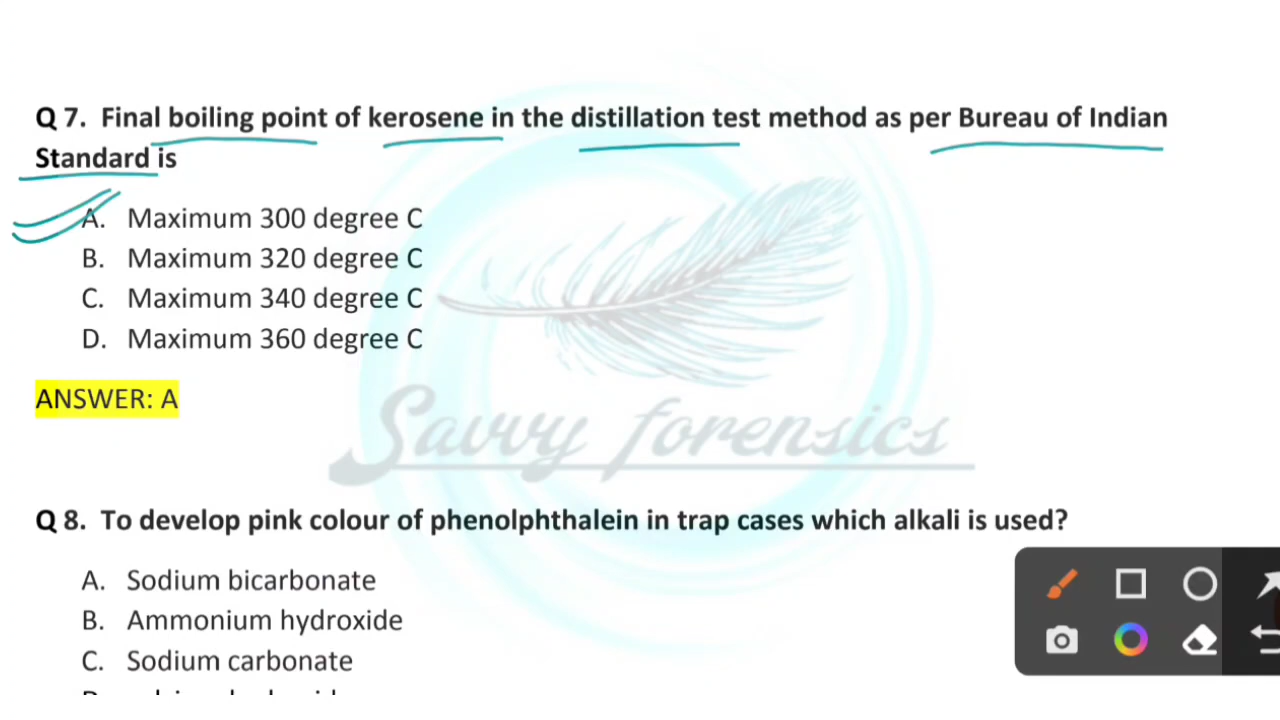 Q 7. Final boiling point of kerosene in the distillation test method as per Bureau of Indian
Standard is
A. Maximum 300 degree C
B. Maximum 320 degree C
C. Maximum 340 degree C
D. Maximum 360 degree C
ANSWER: A
Savvy forensics
Q 8. To develop pink colour of phenolphthalein in trap cases which alkali is used?
A. Sodium bicarbonate
B. Ammonium hydroxide
C. Sodium carbonate